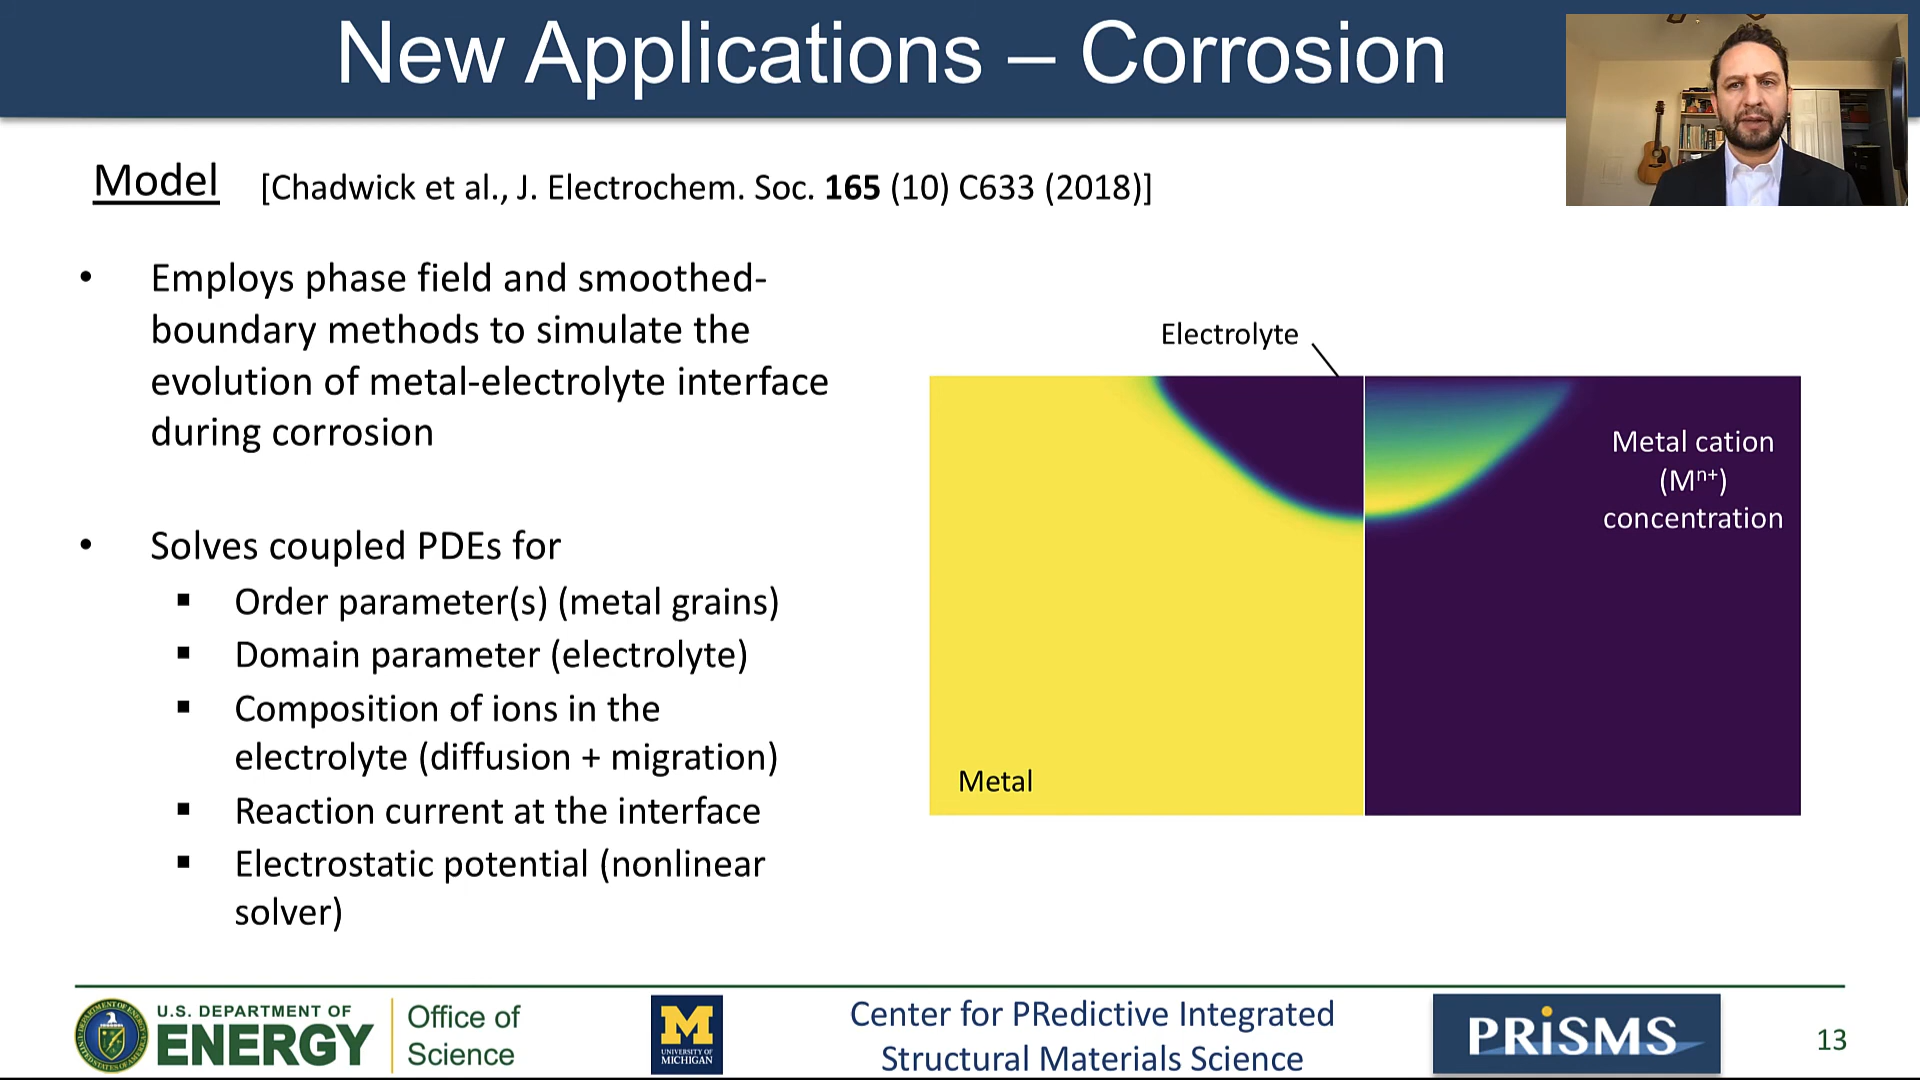 New Applications – Corrosion
Model [Chadwick et al., J. Electrochem. Soc. 165 (10) C633 (2018)]
• Employs phase field and smoothed-
boundary methods to simulate the
evolution of metal-electrolyte interface
during corrosion
• Solves coupled PDEs for
▪ Order parameter(s) (metal grains)
▪ Domain parameter (electrolyte)
▪ Composition of ions in the
electrolyte (diffusion + migration)
▪ Reaction current at the interface
▪ Electrostatic potential (nonlinear
solver)
Electrolyte
Metal cation
(Mⁿ⁺)
concentration
Metal
U.S. DEPARTMENT OF
ENERGY
Office of
Science
M
UNIVERSITY OF
MICHIGAN
Center for PRedictive Integrated
Structural Materials Science
PRiSMS
13